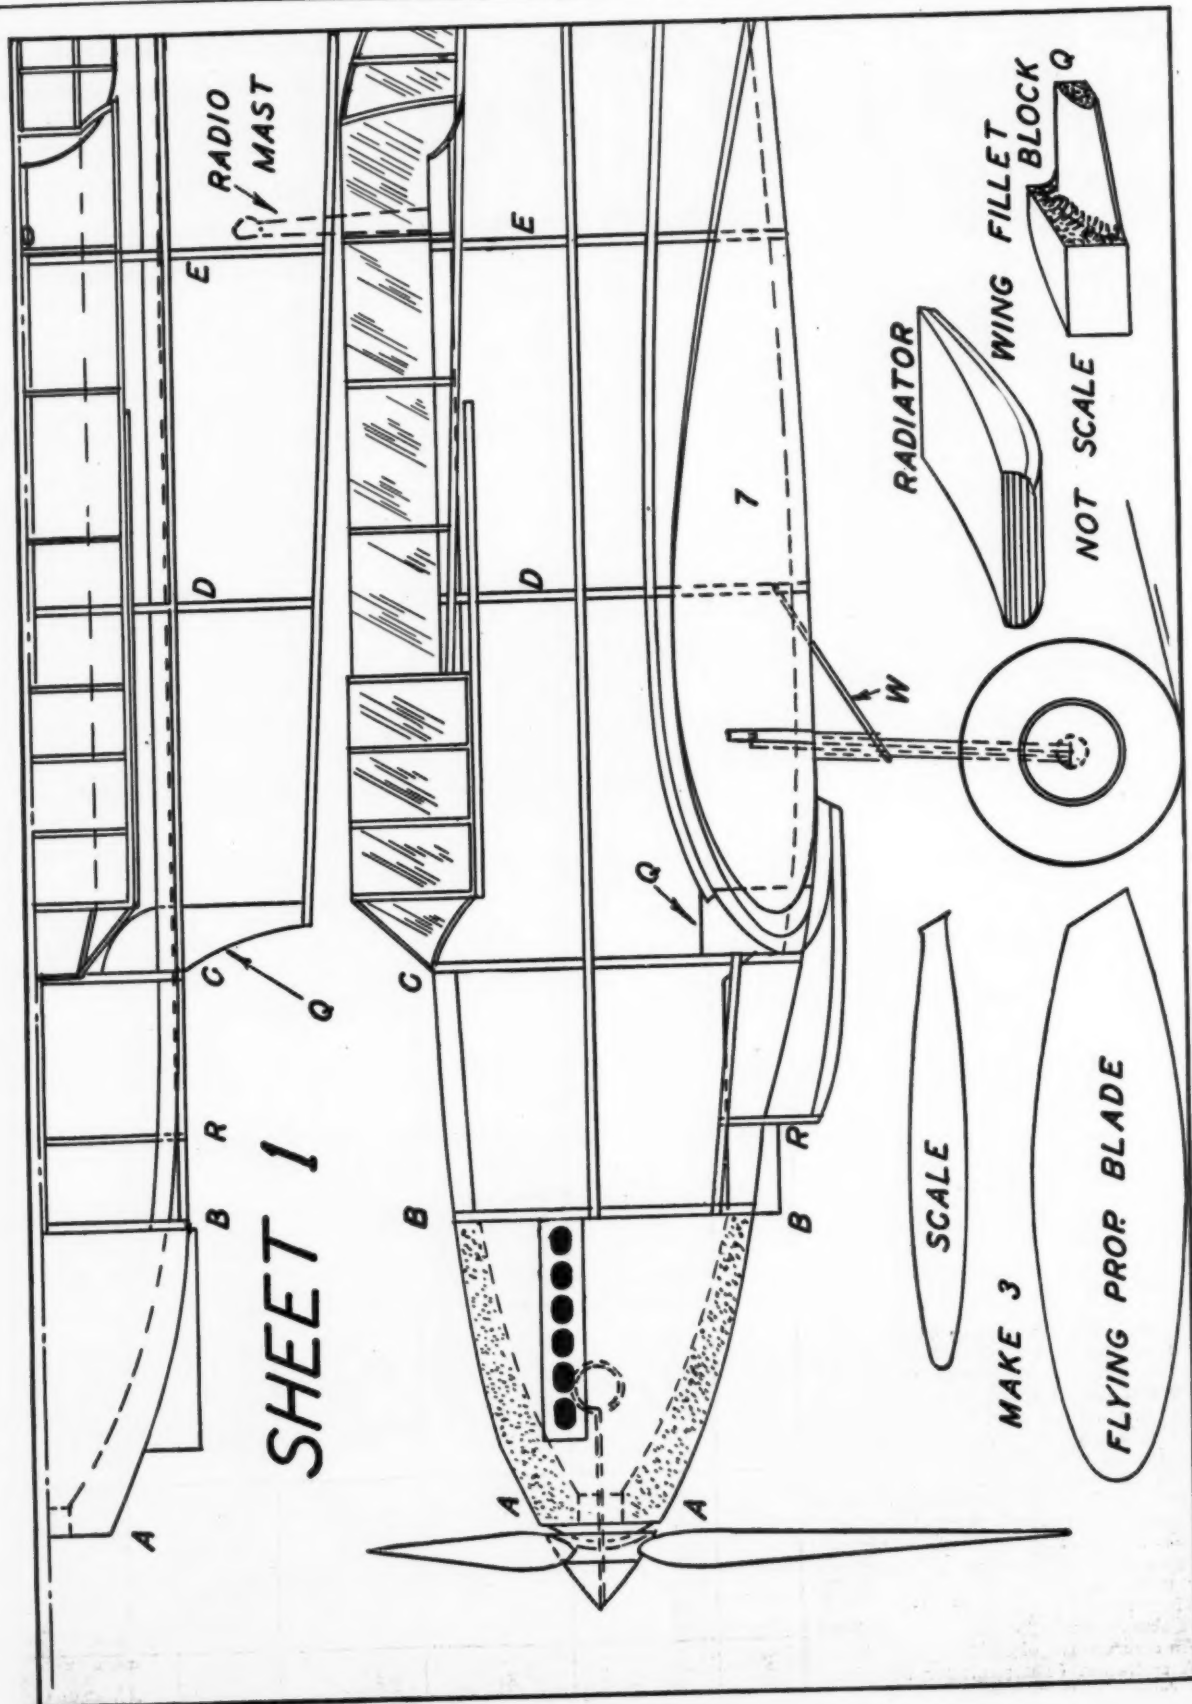 SHEET 1
RADIO
MAST
A
B
R
C
Q
D
E
A
A
B
B
R
C
Q
D
E
7
W
SCALE
MAKE 3
FLYING PROP. BLADE
RADIATOR
WING FILLET
BLOCK
Q
NOT SCALE